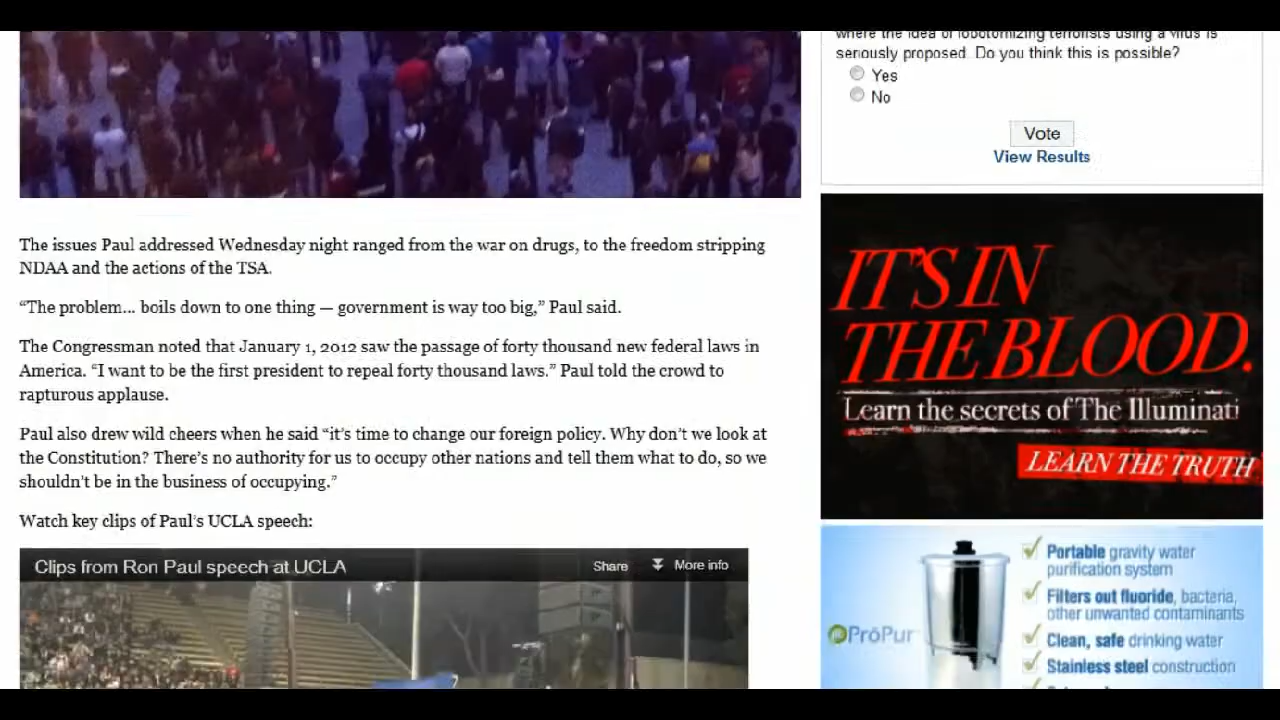 The issues Paul addressed Wednesday night ranged from the war on drugs, to the freedom stripping
NDAA and the actions of the TSA.
“The problem... boils down to one thing — government is way too big,” Paul said.
The Congressman noted that January 1, 2012 saw the passage of forty thousand new federal laws in
America. “I want to be the first president to repeal forty thousand laws.” Paul told the crowd to
rapturous applause.
Paul also drew wild cheers when he said “it’s time to change our foreign policy. Why don’t we look at
the Constitution? There’s no authority for us to occupy other nations and tell them what to do, so we
shouldn’t be in the business of occupying.”
Watch key clips of Paul’s UCLA speech:
Clips from Ron Paul speech at UCLA
Share
More info
where the idea of lobotomizing terrorists using a virus is
seriously proposed. Do you think this is possible?
Yes
No
Vote
View Results
IT'S IN
THE BLOOD.
Learn the secrets of The Illuminati
LEARN THE TRUTH
ProPur
Portable gravity water
purification system
Filters out fluoride, bacteria,
other unwanted contaminants
Clean, safe drinking water
Stainless steel construction